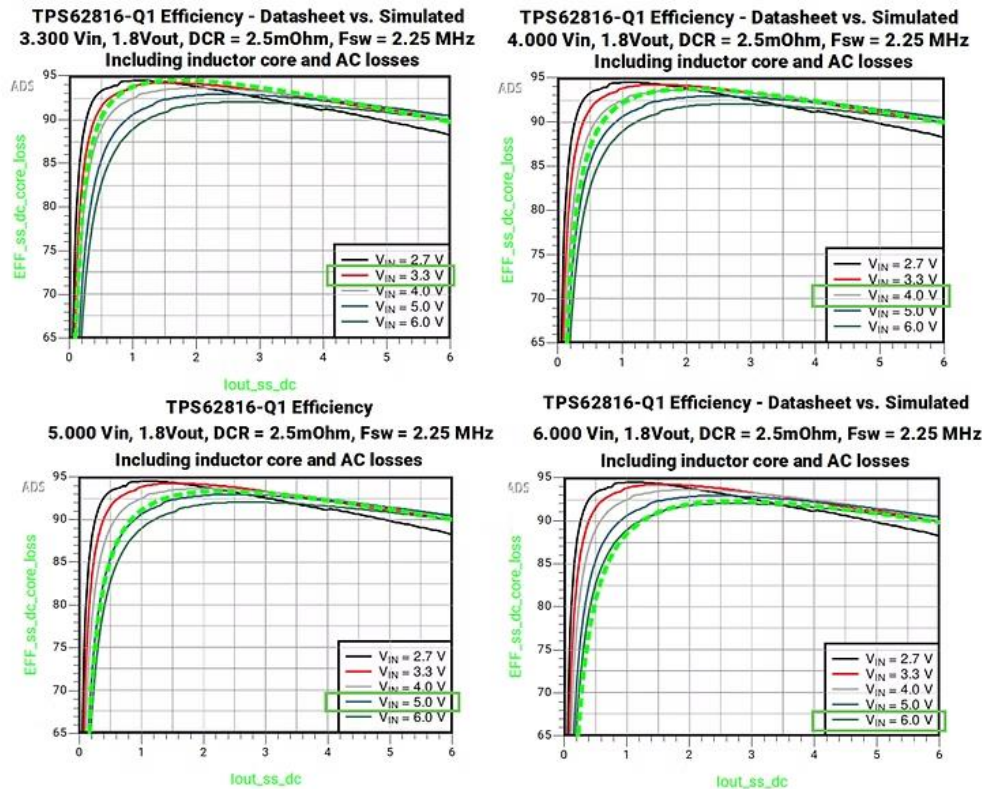 TPS62816-Q1 Efficiency - Datasheet vs. Simulated
3.300 Vin, 1.8Vout, DCR = 2.5mOhm, Fsw = 2.25 MHz
Including inductor core and AC losses
ADS
EFF_ss_dc_core_loss
95
90
85
80
75
70
65
0 1 2 3 4 5 6
Iout_ss_dc
VIN = 2.7 V
VIN = 3.3 V
VIN = 4.0 V
VIN = 5.0 V
VIN = 6.0 V
TPS62816-Q1 Efficiency - Datasheet vs. Simulated
4.000 Vin, 1.8Vout, DCR = 2.5mOhm, Fsw = 2.25 MHz
Including inductor core and AC losses
ADS
EFF_ss_dc_core_loss
95
90
85
80
75
70
65
0 1 2 3 4 5 6
VIN = 2.7 V
VIN = 3.3 V
VIN = 4.0 V
VIN = 5.0 V
VIN = 6.0 V
TPS62816-Q1 Efficiency
5.000 Vin, 1.8Vout, DCR = 2.5mOhm, Fsw = 2.25 MHz
Including inductor core and AC losses
ADS
EFF_ss_dc_core_loss
95
90
85
80
75
70
65
0 1 2 3 4 5 6
Iout_ss_dc
VIN = 2.7 V
VIN = 3.3 V
VIN = 4.0 V
VIN = 5.0 V
VIN = 6.0 V
TPS62816-Q1 Efficiency - Datasheet vs. Simulated
6.000 Vin, 1.8Vout, DCR = 2.5mOhm, Fsw = 2.25 MHz
Including inductor core and AC losses
ADS
EFF_ss_dc_core_loss
95
90
85
80
75
70
65
0 1 2 3 4 5 6
Iout_ss_dc
VIN = 2.7 V
VIN = 3.3 V
VIN = 4.0 V
VIN = 5.0 V
VIN = 6.0 V